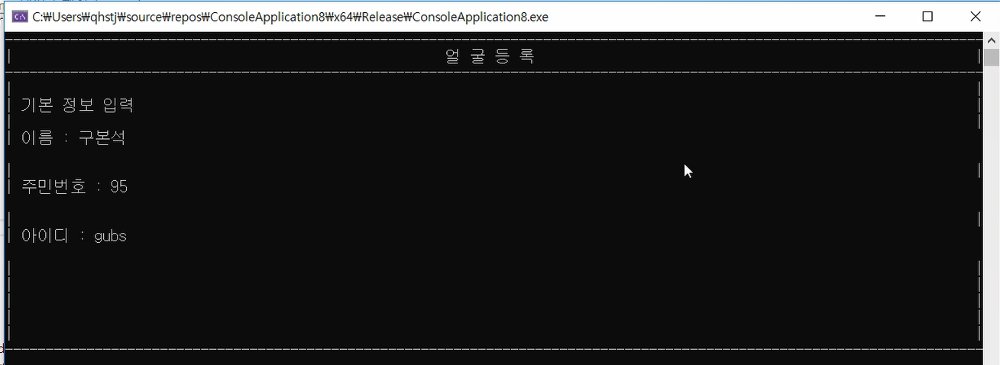 C:₩Users₩qhstj₩source₩repos₩ConsoleApplication8₩x64₩Release₩ConsoleApplication8.exe
얼 굴 등 록
기본 정보 입력
이름 : 구본석
주민번호 : 95
아이디 : gubs